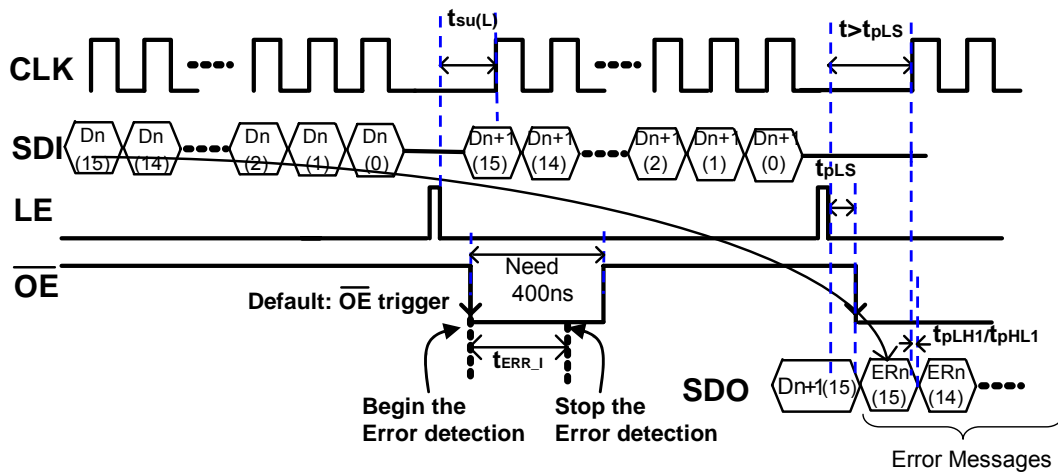 tsu(L)
t>tpLS
CLK
SDI
Dn (15)
Dn (14)
Dn (2)
Dn (1)
Dn (0)
Dn+1 (15)
Dn+1 (14)
Dn+1 (2)
Dn+1 (1)
Dn+1 (0)
tpLS
LE
OE
Need
400ns
Default: OE trigger
tERR_I
tpLH1/tpHL1
SDO
Dn+1(15)
ERn (15)
ERn (14)
Begin the
Error detection
Stop the
Error detection
Error Messages